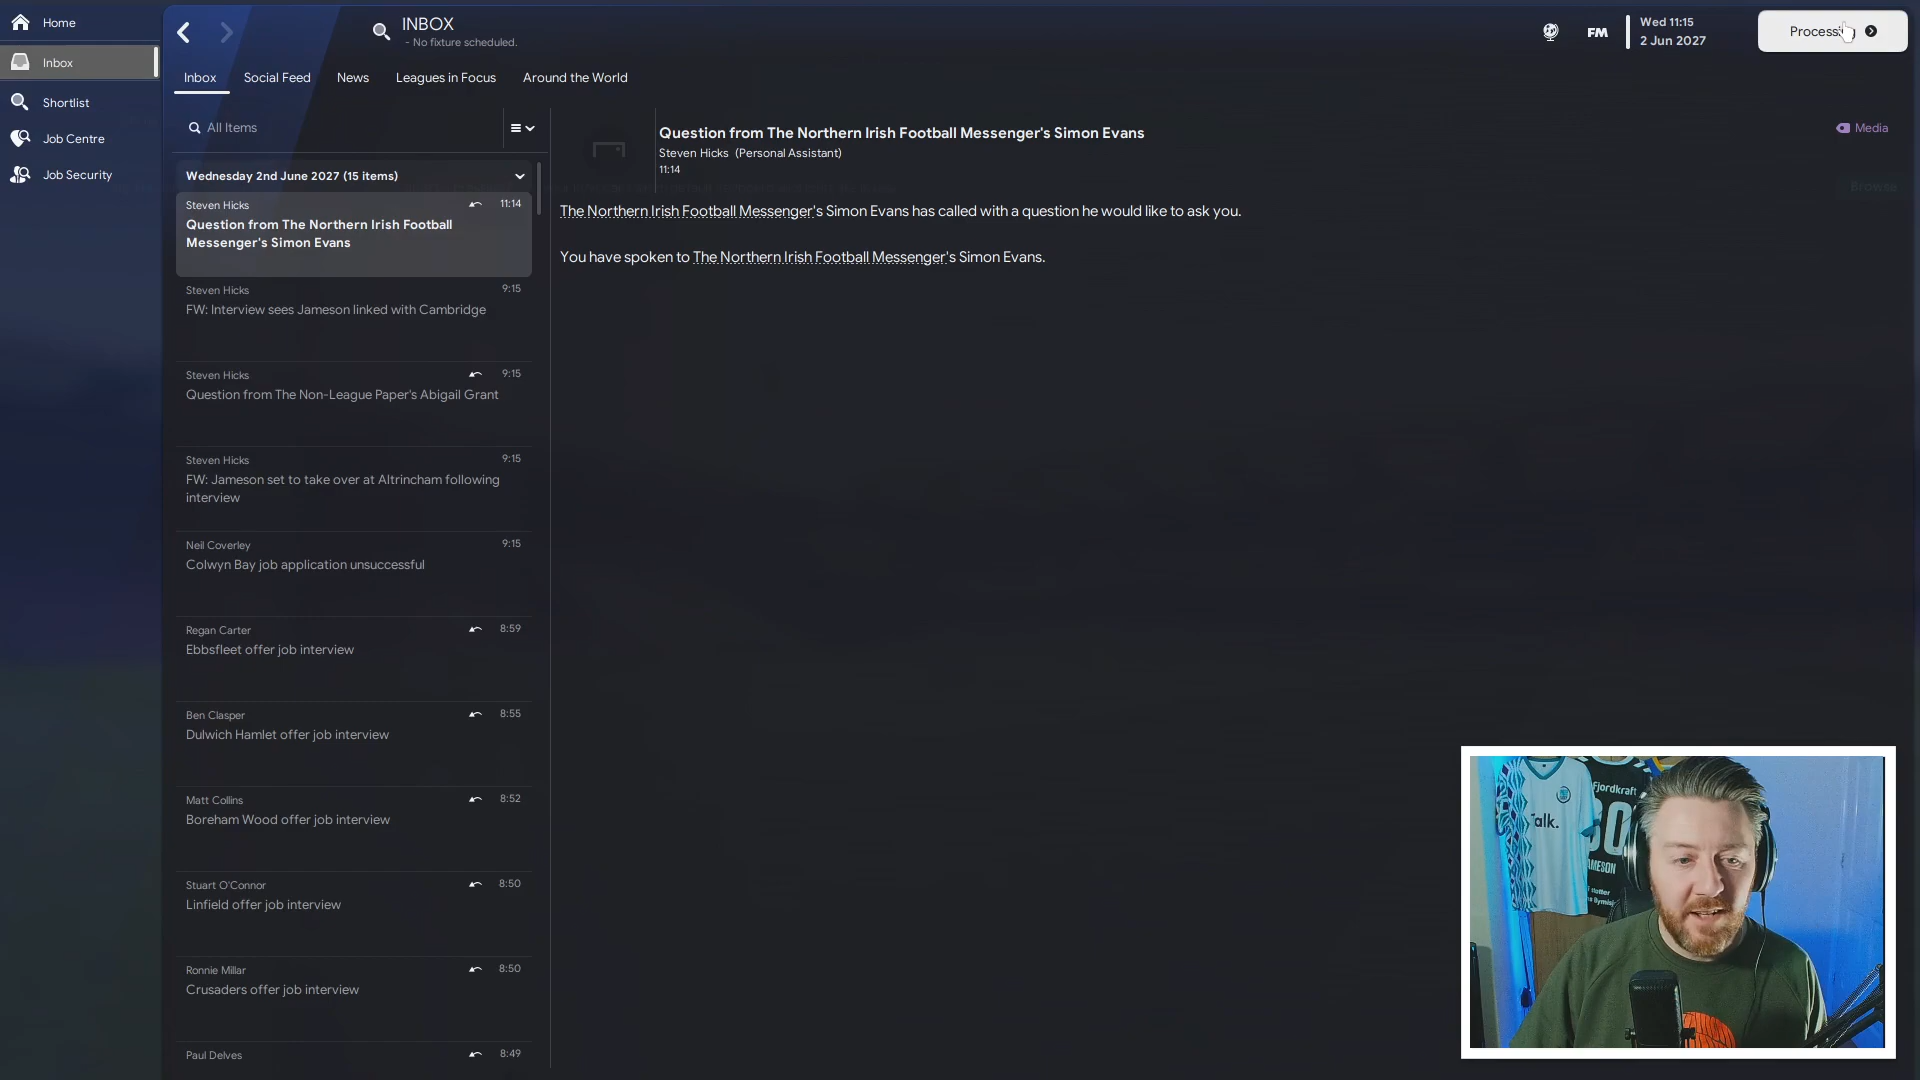 Home
Inbox
Shortlist
Job Centre
Job Security
INBOX
- No fixture scheduled.
FM
Wed 11:15
2 Jun 2027
Processing
Inbox
Social Feed
News
Leagues in Focus
Around the World
All Items
Wednesday 2nd June 2027 (15 items)
Steven Hicks
11:14
Question from The Northern Irish Football
Messenger's Simon Evans
Steven Hicks
9:15
FW: Interview sees Jameson linked with Cambridge
Steven Hicks
9:15
Question from The Non-League Paper's Abigail Grant
Steven Hicks
9:15
FW: Jameson set to take over at Altrincham following
interview
Neil Coverley
9:15
Colwyn Bay job application unsuccessful
Regan Carter
8:59
Ebbsfleet offer job interview
Ben Clasper
8:55
Dulwich Hamlet offer job interview
Matt Collins
8:52
Boreham Wood offer job interview
Stuart O'Connor
8:50
Linfield offer job interview
Ronnie Millar
8:50
Crusaders offer job interview
Paul Delves
8:49
Question from The Northern Irish Football Messenger's Simon Evans
Steven Hicks (Personal Assistant)
11:14
Media
Browse
The Northern Irish Football Messenger's Simon Evans has called with a question he would like to ask you.
You have spoken to The Northern Irish Football Messenger's Simon Evans.
Talk.
Fjordkraft